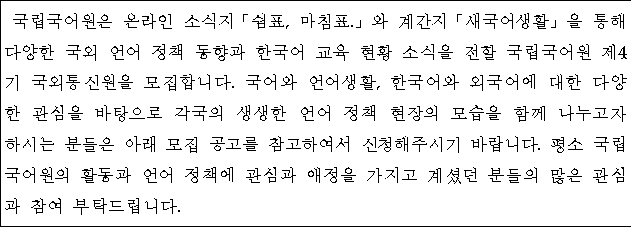 국립국어원은 온라인 소식지「쉼표, 마침표.」와 계간지「새국어생활」을 통해
다양한 국외 언어 정책 동향과 한국어 교육 현황 소식을 전할 국립국어원 제4
기 국외통신원을 모집합니다. 국어와 언어생활, 한국어와 외국어에 대한 다양
한 관심을 바탕으로 각국의 생생한 언어 정책 현장의 모습을 함께 나누고자
하시는 분들은 아래 모집 공고를 참고하여서 신청해주시기 바랍니다. 평소 국립
국어원의 활동과 언어 정책에 관심과 애정을 가지고 계셨던 분들의 많은 관심
과 참여 부탁드립니다.